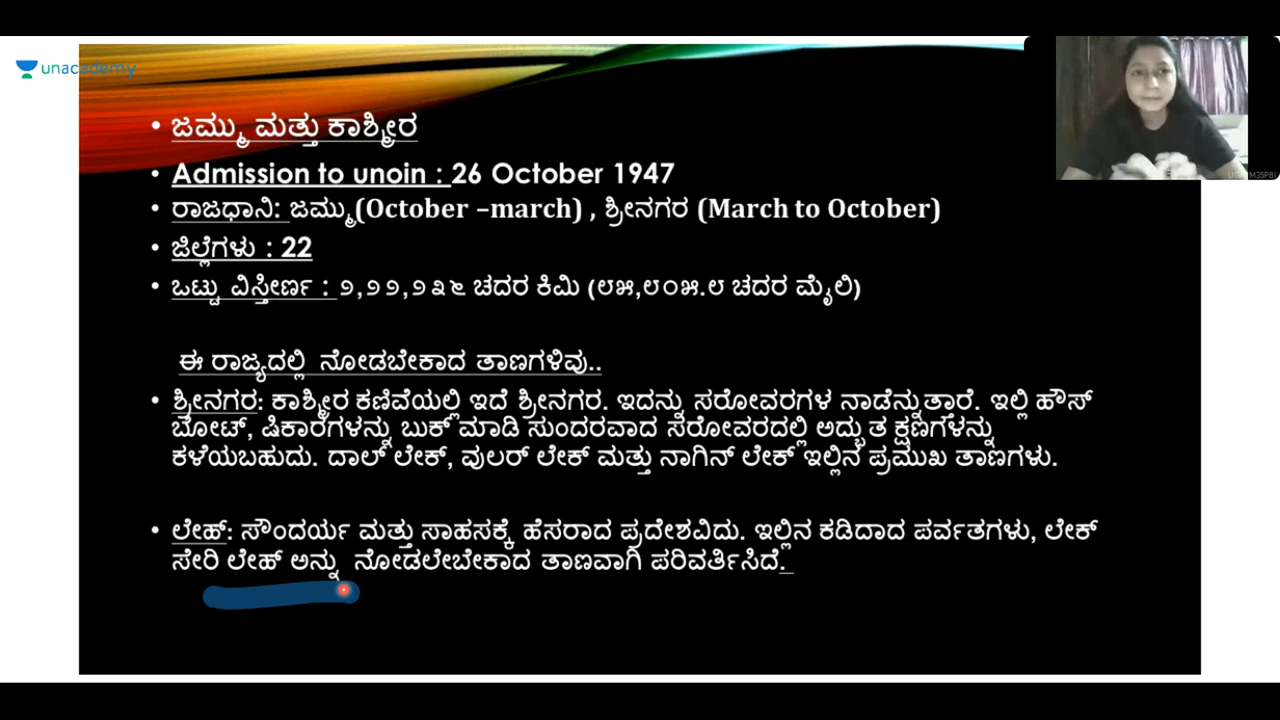 unacademy
• ಜಮ್ಮು ಮತ್ತು ಕಾಶ್ಮೀರ
• Admission to unoin : 26 October 1947
• ರಾಜಧಾನಿ: ಜಮ್ಮು(October –march) , ಶ್ರೀನಗರ (March to October)
• ಜಿಲ್ಲೆಗಳು : 22
• ಒಟ್ಟು ವಿಸ್ತೀರ್ಣ : ೨,೨೨,೨೩೬ ಚದರ ಕಿಮಿ (೮೫,೮೦೫.೮ ಚದರ ಮೈಲಿ)
ಈ ರಾಜ್ಯದಲ್ಲಿ ನೋಡಬೇಕಾದ ತಾಣಗಳಿವು..
• ಶ್ರೀನಗರ: ಕಾಶ್ಮೀರ ಕಣಿವೆಯಲ್ಲಿ ಇದೆ ಶ್ರೀನಗರ. ಇದನ್ನು ಸರೋವರಗಳ ನಾಡೆನ್ನುತ್ತಾರೆ. ಇಲ್ಲಿ ಹೌಸ್
ಬೋಟ್, ಷಿಕಾರಗಳನ್ನು ಬುಕ್ ಮಾಡಿ ಸುಂದರವಾದ ಸರೋವರದಲ್ಲಿ ಅದ್ಭುತ ಕ್ಷಣಗಳನ್ನು
ಕಳೆಯಬಹುದು. ದಾಲ್ ಲೇಕ್, ವುಲರ್ ಲೇಕ್ ಮತ್ತು ನಾಗಿನ್ ಲೇಕ್ ಇಲ್ಲಿನ ಪ್ರಮುಖ ತಾಣಗಳು.
• ಲೇಹ್: ಸೌಂದರ್ಯ ಮತ್ತು ಸಾಹಸಕ್ಕೆ ಹೆಸರಾದ ಪ್ರದೇಶವಿದು. ಇಲ್ಲಿನ ಕಡಿದಾದ ಪರ್ವತಗಳು, ಲೇಕ್
ಸೇರಿ ಲೇಹ್ ಅನ್ನು ನೋಡಲೇಬೇಕಾದ ತಾಣವಾಗಿ ಪರಿವರ್ತಿಸಿದೆ.